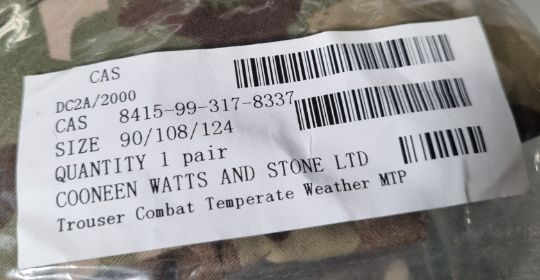 CAS
DC2A/2000
CAS 8415-99-317-8337
SIZE 90/108/124
QUANTITY 1 pair
COONEEN WATTS AND STONE LTD
Trouser Combat Temperate Weather MTP